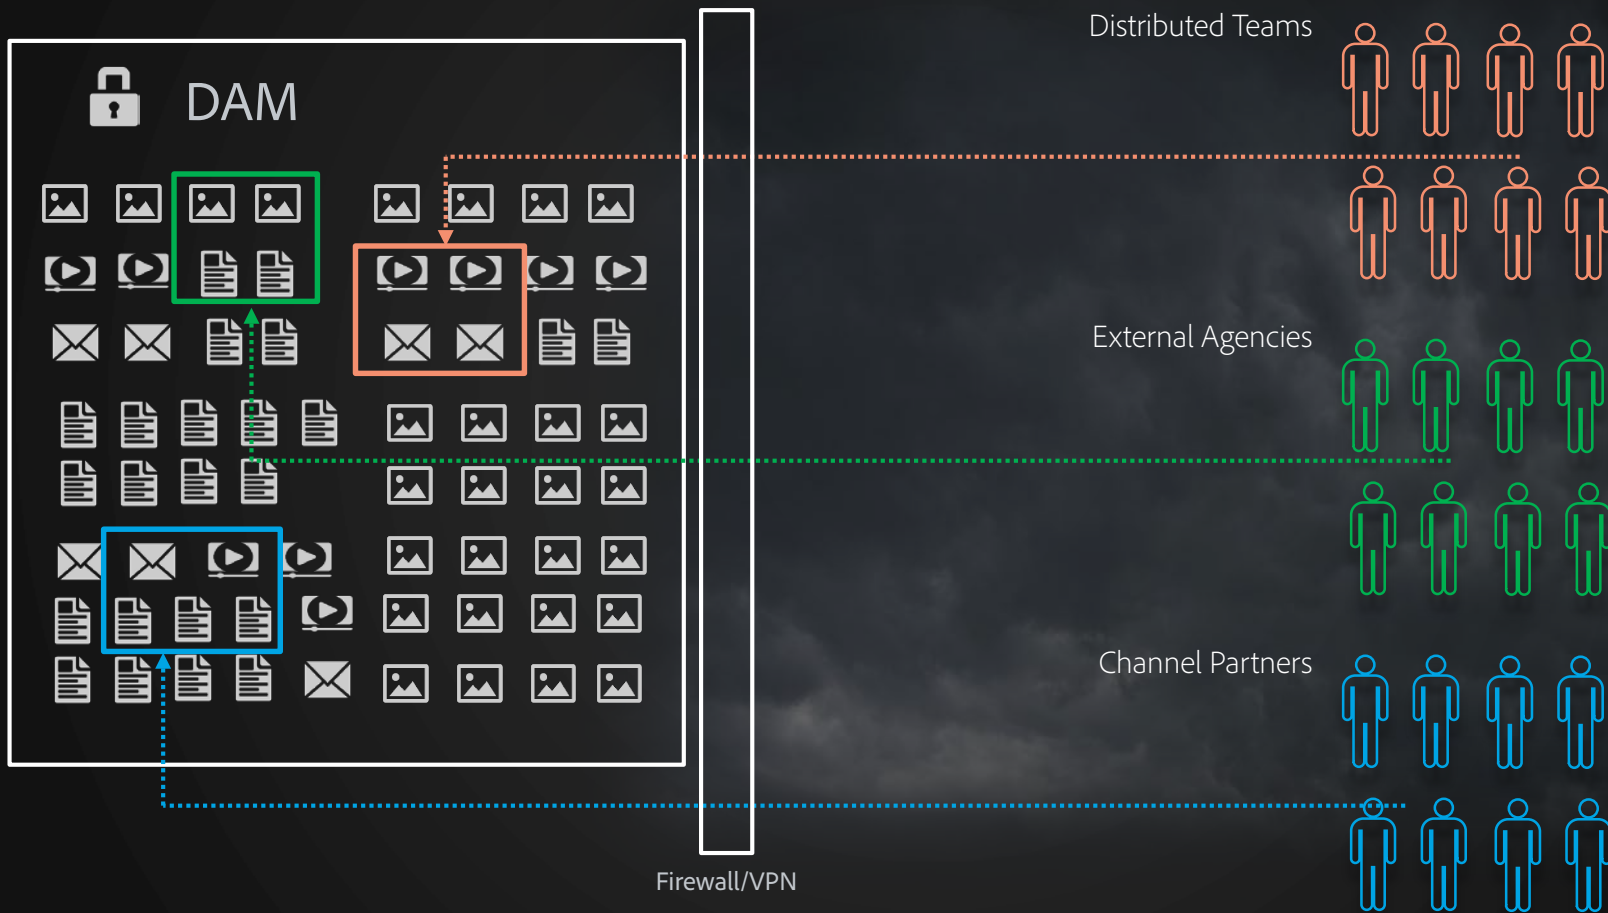 DAM
Distributed Teams
External Agencies
Channel Partners
Firewall/VPN